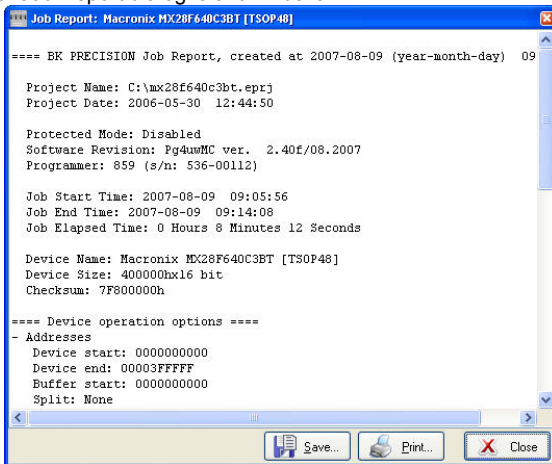 Job Report: Macronix MX28F640C3BT [TSOP48]
==== BK PRECISION Job Report, created at 2007-08-09 (year-month-day) 09
Project Name: C:\mx28f640c3bt.eprj
Project Date: 2006-05-30 12:44:50
Protected Mode: Disabled
Software Revision: Pg4uwMC ver. 2.40f/08.2007
Programmer: 859 (s/n: 536-00112)
Job Start Time: 2007-08-09 09:05:56
Job End Time: 2007-08-09 09:14:08
Job Elapsed Time: 0 Hours 8 Minutes 12 Seconds
Device Name: Macronix MX28F640C3BT [TSOP48]
Device Size: 400000hx16 bit
Checksum: 7F800000h
==== Device operation options ====
- Addresses
Device start: 0000000000
Device end: 00003FFFFF
Buffer start: 0000000000
Split: None
Save... Print... Close